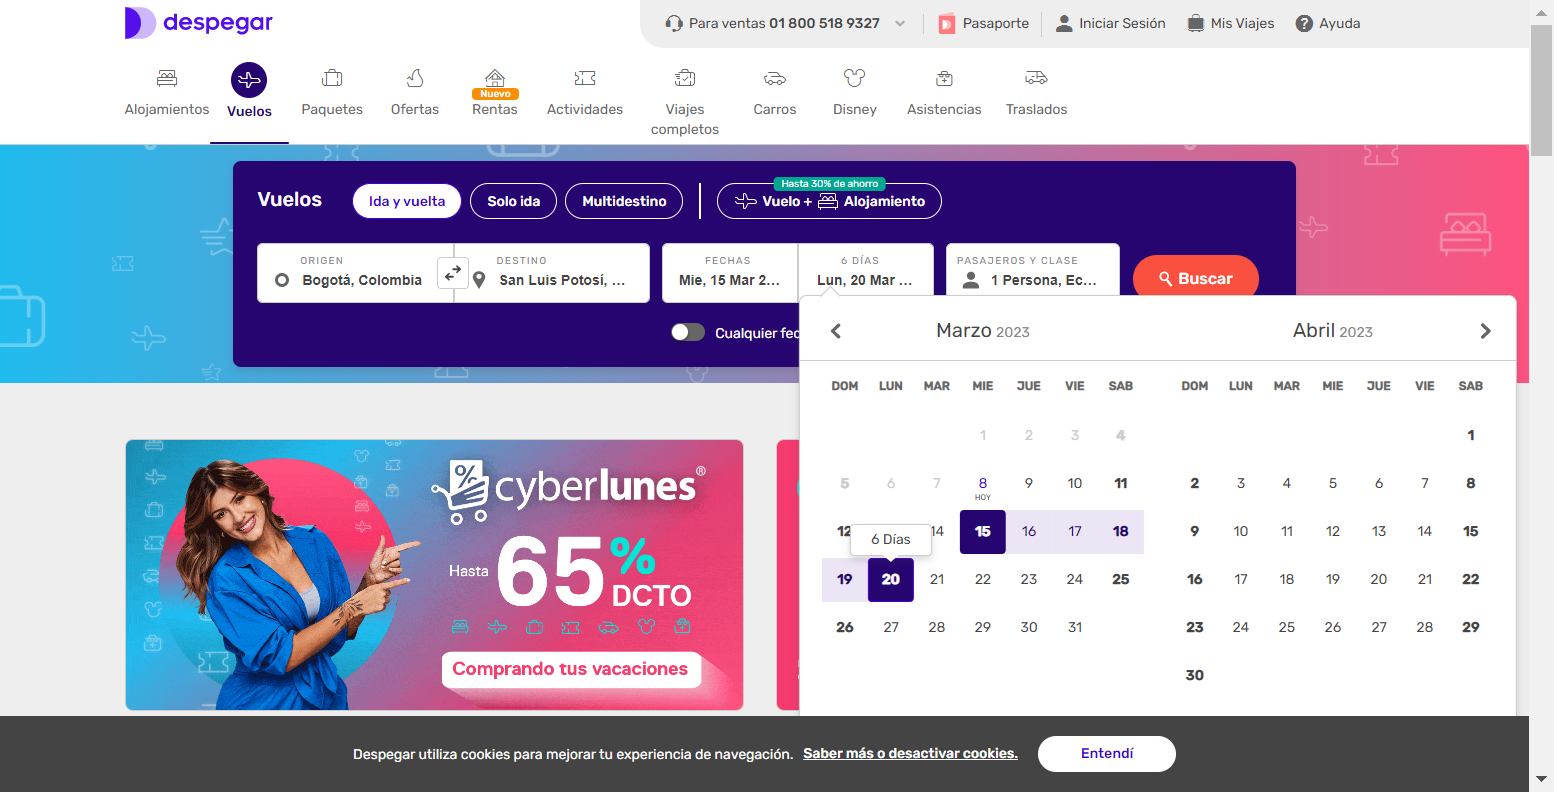 despegar
Para ventas 01 800 518 9327
Pasaporte
Iniciar Sesión
Mis Viajes
Ayuda
Alojamientos
Vuelos
Paquetes
Ofertas
Nuevo
Rentas
Actividades
Viajes
completos
Carros
Disney
Asistencias
Traslados
Vuelos
Ida y vuelta
Solo ida
Multidestino
Hasta 30% de ahorro
Vuelo + Alojamiento
ORIGEN
Bogotá, Colombia
DESTINO
San Luis Potosí, ...
FECHAS
Mie, 15 Mar 2...
6 DÍAS
Lun, 20 Mar ...
PASAJEROS Y CLASE
1 Persona, Ec...
Buscar
Cualquier fec
Marzo 2023
DOM LUN MAR MIE JUE VIE SAB
1 2 3 4
5 6 7 8 9 10 11
HOY
12 14 15 16 17 18
6 Días
19 20 21 22 23 24 25
26 27 28 29 30 31
Abril 2023
DOM LUN MAR MIE JUE VIE SAB
1
2 3 4 5 6 7 8
9 10 11 12 13 14 15
16 17 18 19 20 21 22
23 24 25 26 27 28 29
30
%
cyberlunes®
Hasta 65% DCTO
Comprando tus vacaciones
Despegar utiliza cookies para mejorar tu experiencia de navegación. Saber más o desactivar cookies.
Entendí